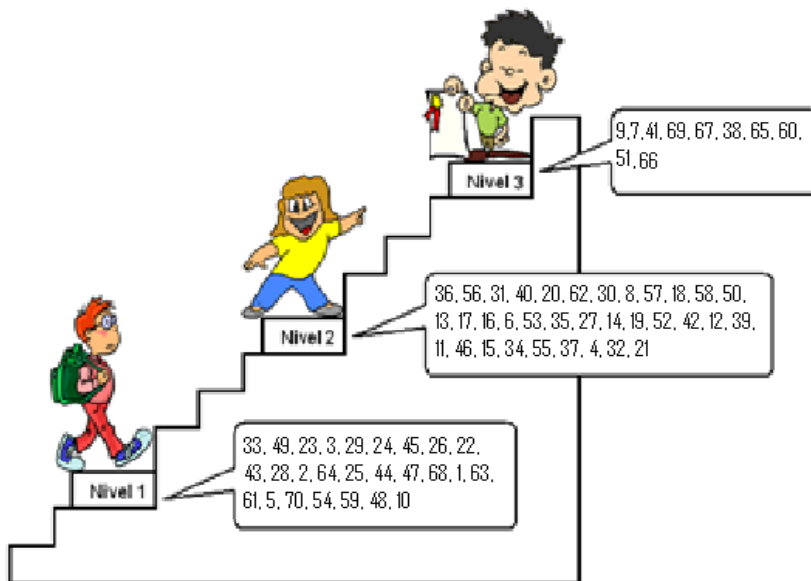 9,7,41,69,67,38,65,60,
51,66
Nivel 3
36, 56, 31, 40, 20, 62, 30, 8, 57, 18, 58, 50,
13, 17, 16, 6, 53, 35, 27, 14, 19, 52, 42, 12, 39,
11, 46, 15, 34, 55, 37, 4, 32, 21
Nivel 2
33, 49, 23, 3, 29, 24, 45, 26, 22,
43, 28, 2, 64, 25, 44, 47, 68, 1, 63,
61, 5, 70, 54, 59, 48, 10
Nivel 1